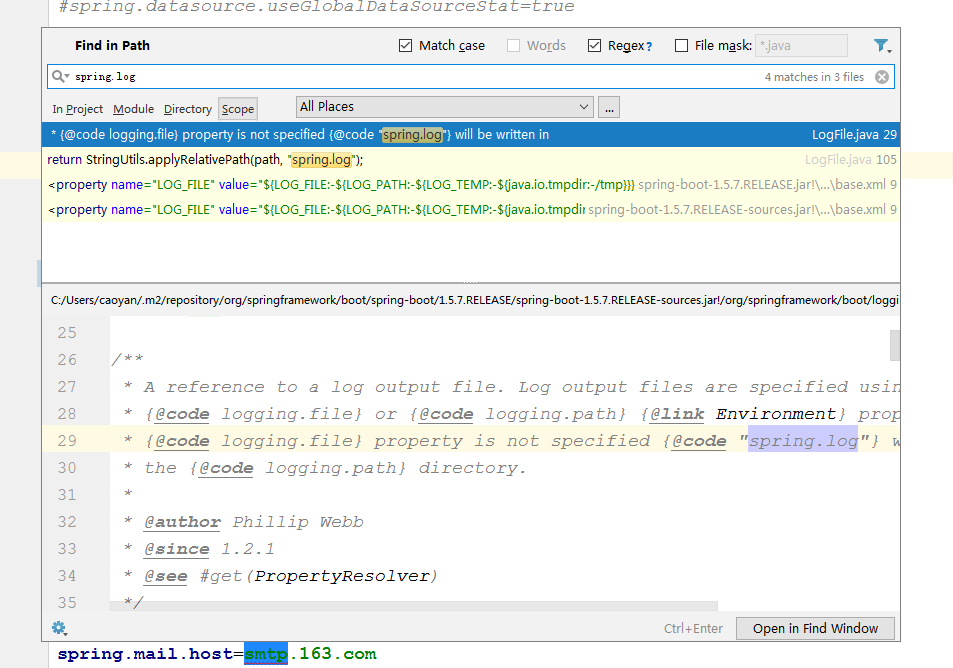 #spring.datasource.useGlobalDataSourceStat=true
Find in Path
Match case
Words
Regex?
File mask:
*.java
spring.log
4 matches in 3 files
In Project Module Directory Scope
All Places
...
* {@code logging.file} property is not specified {@code "spring.log"} will be written in LogFile.java 29
return StringUtils.applyRelativePath(path, "spring.log"); LogFile.java 105
<property name="LOG_FILE" value="${LOG_FILE:-${LOG_PATH:-${LOG_TEMP:-${java.io.tmpdir:-/tmp}}} spring-boot-1.5.7.RELEASE.jar!\...\base.xml 9
<property name="LOG_FILE" value="${LOG_FILE:-${LOG_PATH:-${LOG_TEMP:-${java.io.tmpdir spring-boot-1.5.7.RELEASE-sources.jar!\...\base.xml 9
C:/Users/caoyan/.m2/repository/org/springframework/boot/spring-boot/1.5.7.RELEASE/spring-boot-1.5.7.RELEASE-sources.jar!/org/springframework/boot/loggi
25
26 /**
27 * A reference to a log output file. Log output files are specified usin
28 * {@code logging.file} or {@code logging.path} {@link Environment} prop
29 * {@code logging.file} property is not specified {@code "spring.log"} w
30 * the {@code logging.path} directory.
31 *
32 * @author Phillip Webb
33 * @since 1.2.1
34 * @see #get(PropertyResolver)
35 */
Ctrl+Enter
Open in Find Window
spring.mail.host=smtp.163.com